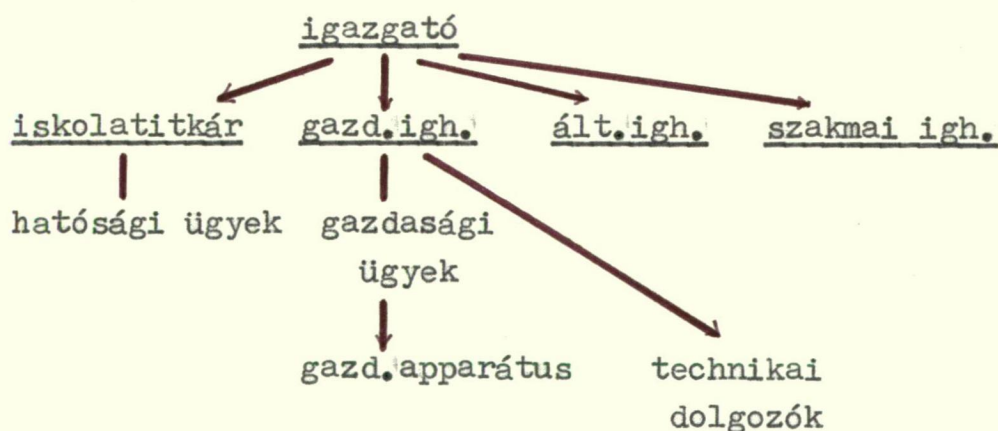 igazgató
iskolatitkár gazd.igh. ált.igh. szakmai igh.
hatósági ügyek gazdasági
ügyek
gazd.apparátus technikai
dolgozók